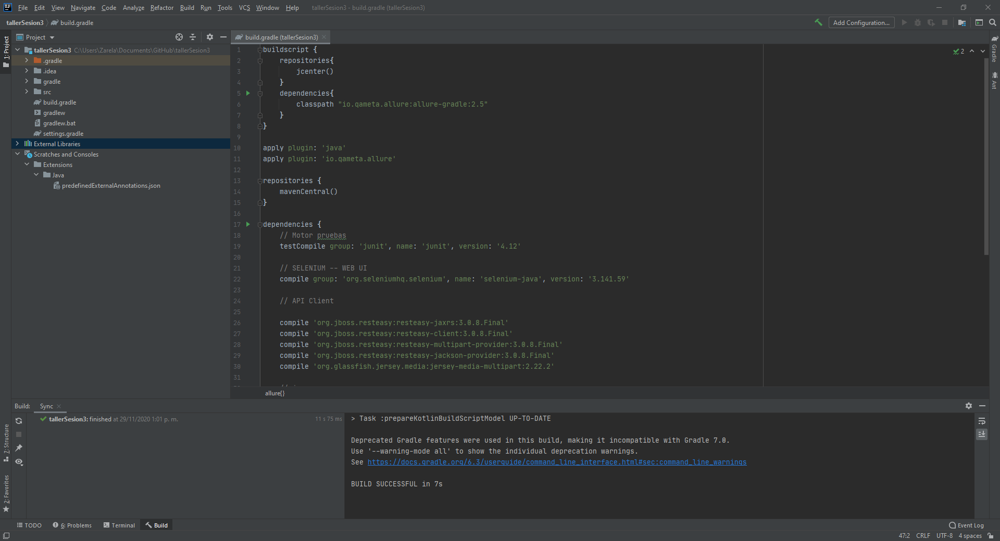 File Edit View Navigate Code Analyze Refactor Build Run Tools VCS Window Help tallerSesion3 - build.gradle (tallerSesion3)
tallerSesion3 build.gradle
Add Configuration...
1: Project
Project
tallerSesion3 C:\Users\Zarela\Documents\GitHub\tallerSesion3
.gradle
.idea
gradle
src
build.gradle
gradlew
gradlew.bat
settings.gradle
External Libraries
Scratches and Consoles
Extensions
Java
predefinedExternalAnnotations.json
build.gradle (tallerSesion3)
2
Gradle
Ant
1 buildscript {
2 repositories{
3 jcenter()
4 }
5 dependencies{
6 classpath "io.qameta.allure:allure-gradle:2.5"
7 }
8 }
9
10 apply plugin: 'java'
11 apply plugin: 'io.qameta.allure'
12
13 repositories {
14 mavenCentral()
15 }
16
17 dependencies {
18 // Motor pruebas
19 testCompile group: 'junit', name: 'junit', version: '4.12'
20
21 // SELENIUM -- WEB UI
22 compile group: 'org.seleniumhq.selenium', name: 'selenium-java', version: '3.141.59'
23
24 // API Client
25
26 compile 'org.jboss.resteasy:resteasy-jaxrs:3.0.8.Final'
27 compile 'org.jboss.resteasy:resteasy-client:3.0.8.Final'
28 compile 'org.jboss.resteasy:resteasy-multipart-provider:3.0.8.Final'
29 compile 'org.jboss.resteasy:resteasy-jackson-provider:3.0.8.Final'
30 compile 'org.glassfish.jersey.media:jersey-media-multipart:2.22.2'
31
allure{}
Build: Sync
tallerSesion3: finished at 29/11/2020 1:01 p. m. 11 s 75 ms
> Task :prepareKotlinBuildScriptModel UP-TO-DATE
Deprecated Gradle features were used in this build, making it incompatible with Gradle 7.0.
Use '--warning-mode all' to show the individual deprecation warnings.
See https://docs.gradle.org/6.3/userguide/command_line_interface.html#sec:command_line_warnings
BUILD SUCCESSFUL in 7s
7: Structure
2: Favorites
TODO 6: Problems Terminal Build Event Log
47:2 CRLF UTF-8 4 spaces